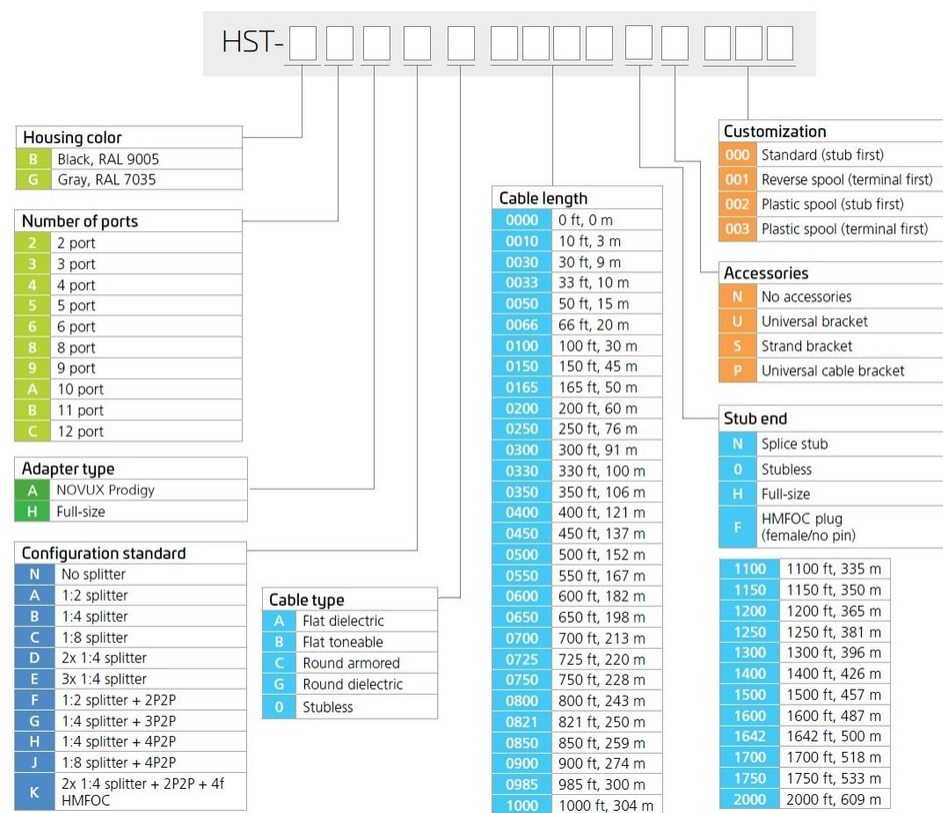 HST-
Housing color
B Black, RAL 9005
G Gray, RAL 7035
Number of ports
2 2 port
3 3 port
4 4 port
5 5 port
6 6 port
8 8 port
9 9 port
A 10 port
B 11 port
C 12 port
Adapter type
A NOVUX Prodigy
H Full-size
Configuration standard
N No splitter
A 1:2 splitter
B 1:4 splitter
C 1:8 splitter
D 2x 1:4 splitter
E 3x 1:4 splitter
F 1:2 splitter + 2P2P
G 1:4 splitter + 3P2P
H 1:4 splitter + 4P2P
J 1:8 splitter + 4P2P
K 2x 1:4 splitter + 2P2P + 4f
HMFOC
Cable type
A Flat dielectric
B Flat toneable
C Round armored
G Round dielectric
0 Stubless
Cable length
0000 0 ft, 0 m
0010 10 ft, 3 m
0030 30 ft, 9 m
0033 33 ft, 10 m
0050 50 ft, 15 m
0066 66 ft, 20 m
0100 100 ft, 30 m
0150 150 ft, 45 m
0165 165 ft, 50 m
0200 200 ft, 60 m
0250 250 ft, 76 m
0300 300 ft, 91 m
0330 330 ft, 100 m
0350 350 ft, 106 m
0400 400 ft, 121 m
0450 450 ft, 137 m
0500 500 ft, 152 m
0550 550 ft, 167 m
0600 600 ft, 182 m
0650 650 ft, 198 m
0700 700 ft, 213 m
0725 725 ft, 220 m
0750 750 ft, 228 m
0800 800 ft, 243 m
0821 821 ft, 250 m
0850 850 ft, 259 m
0900 900 ft, 274 m
0985 985 ft, 300 m
1000 1000 ft, 304 m
Customization
000 Standard (stub first)
001 Reverse spool (terminal first)
002 Plastic spool (stub first)
003 Plastic spool (terminal first)
Accessories
N No accessories
U Universal bracket
S Strand bracket
P Universal cable bracket
Stub end
N Splice stub
0 Stubless
H Full-size
F HMFOC plug
(female/no pin)
1100 1100 ft, 335 m
1150 1150 ft, 350 m
1200 1200 ft, 365 m
1250 1250 ft, 381 m
1300 1300 ft, 396 m
1400 1400 ft, 426 m
1500 1500 ft, 457 m
1600 1600 ft, 487 m
1642 1642 ft, 500 m
1700 1700 ft, 518 m
1750 1750 ft, 533 m
2000 2000 ft, 609 m